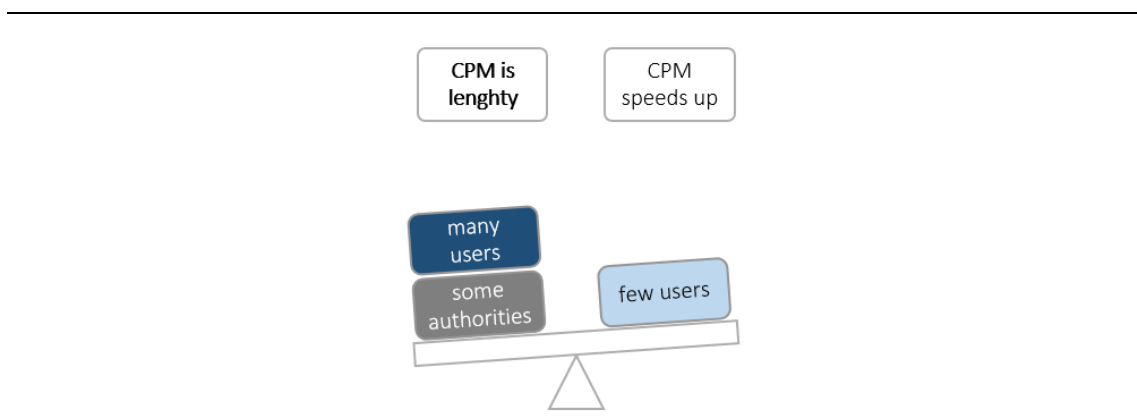 CPM is
lenghty
CPM
speeds up
many
users
some
authorities
few users